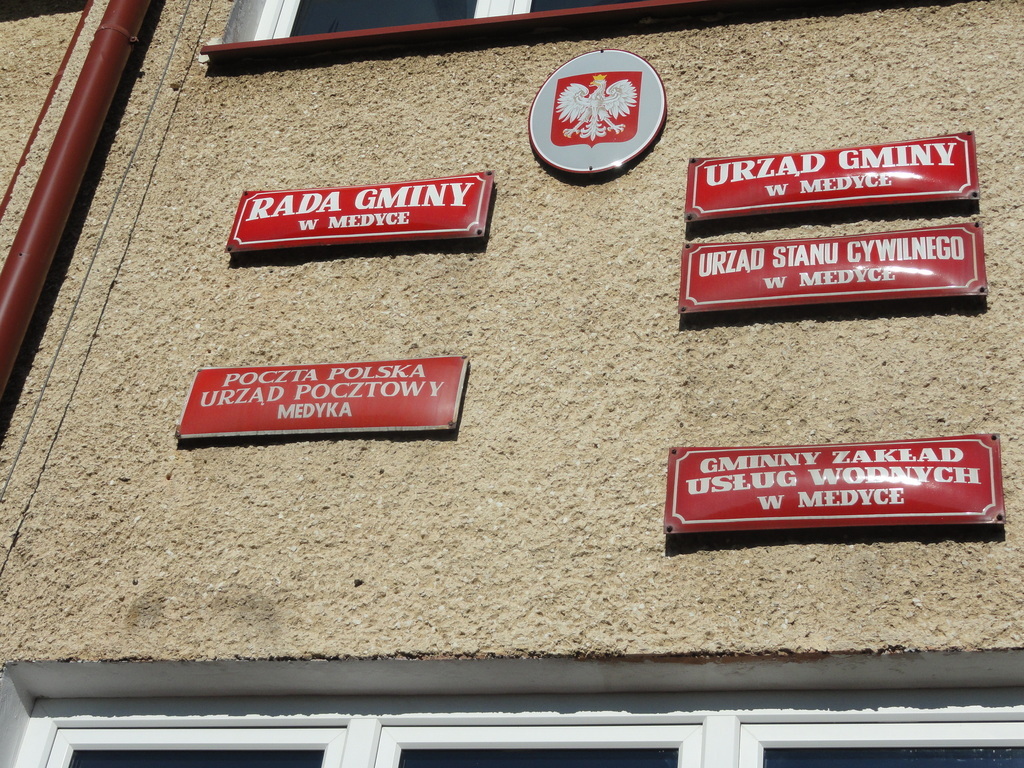 RADA GMINY
W MEDYCE
URZĄD GMINY
W MEDYCE
URZĄD STANU CYWILNEGO
W MEDYCE
POCZTA POLSKA
URZĄD POCZTOWY
MEDYKA
GMINNY ZAKŁAD
USŁUG WODNYCH
W MEDYCE